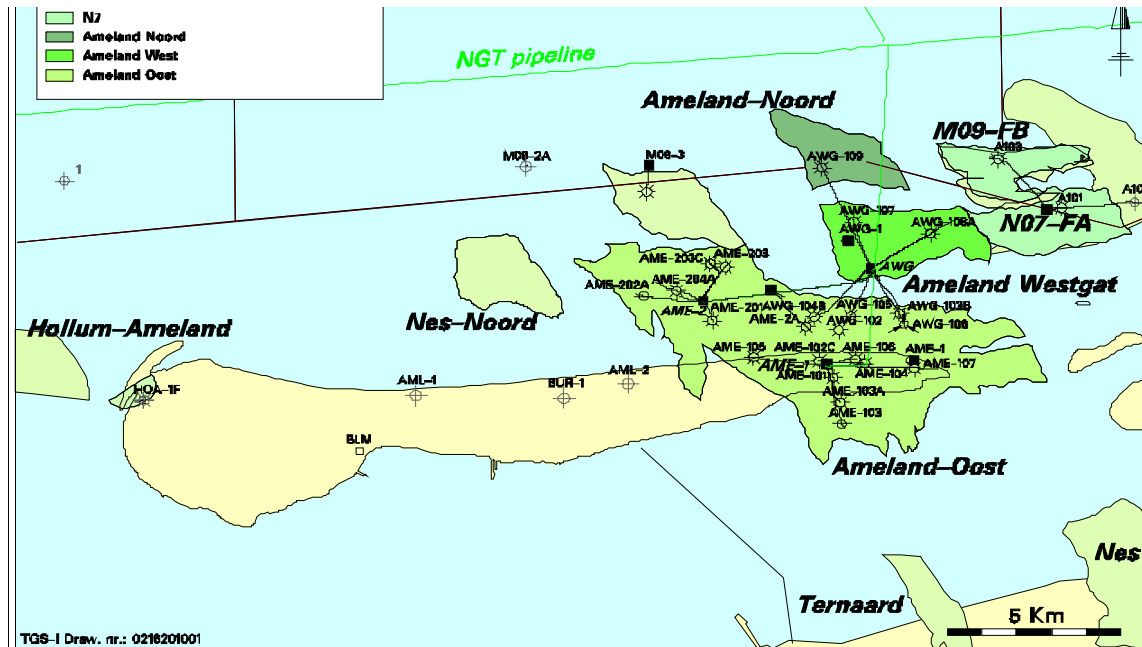 N7
Ameland Noord
Ameland West
Ameland Oost
NGT pipeline
Ameland-Noord
M09-FB
A103
M08-2A
M08-3
AWG-109
1
A101
A10
N07-FA
AWG-107
AWG-108A
AWG-1
AWG
Ameland Westgat
AME-203C
AME-203
AME-204A
AME-202A
AME-2
AME-201
AWG-104B
AWG-105
AWG-103B
AME-2A
AWG-102
AWG-106
Nes-Noord
Hollum-Ameland
AME-105
AME-102C
AME-106
AME-1
AME-1
AME-107
AME-101
AME-104
HOA-1F
AML-1
BUR-1
AML-2
AME-103A
AME-103
BLM
Ameland-Oost
Nes
Ternaard
5 Km
TGS-I Draw. nr.: 0216201001